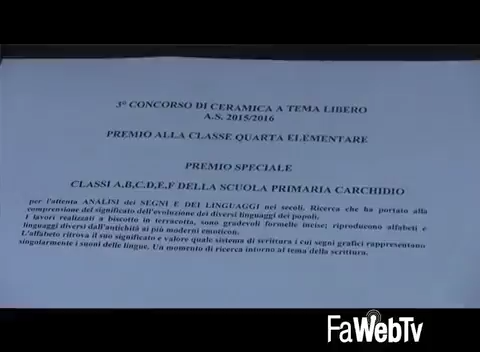 3° CONCORSO DI CERAMICA A TEMA LIBERO
A.S. 2015/2016
PREMIO ALLA CLASSE QUARTA ELEMENTARE
PREMIO SPECIALE
CLASSI A,B,C,D,E,F DELLA SCUOLA PRIMARIA CARCHIDIO
per l'attenta ANALISI dei SEGNI E DEI LINGUAGGI nei secoli. Ricerca che ha portato alla
comprensione del significato dell'evoluzione dei diversi linguaggi dei popoli.
I lavori realizzati a biscotto in terracotta, sono gradevoli formelle incise; riproducono alfabeti e
linguaggi diversi dall'antichità ai più moderni emoticon.
L'alfabeto ritrova il suo significato e valore quale sistema di scrittura i cui segni grafici rappresentano
singolarmente i suoni delle lingue. Un momento di ricerca intorno al tema della scrittura.
FaWebTv